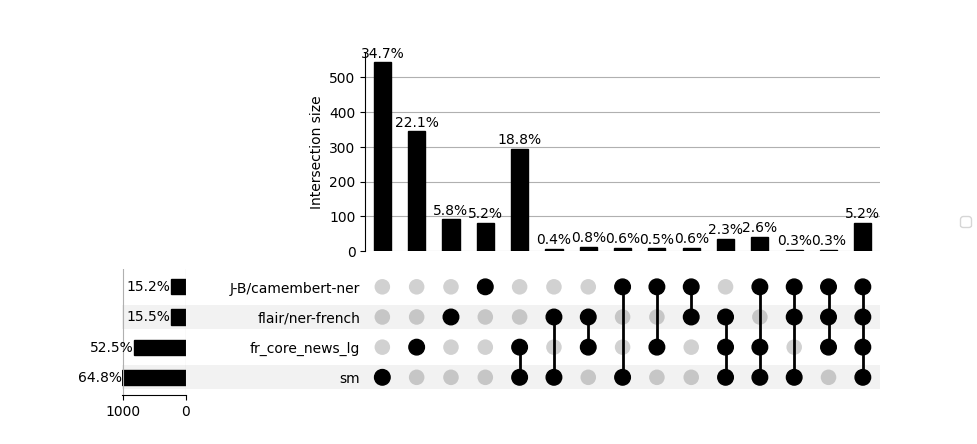 34.7%
500
22.1%
400
18.8%
300
200
5.8% 5.2%
5.2%
100
2.3% 2.6%
0.4% 0.8% 0.6% 0.5% 0.6%
0.3% 0.3%
0
Intersection size
15.2% J-B/camembert-ner
15.5% flair/ner-french
52.5% fr_core_news_lg
64.8% sm
1000 0